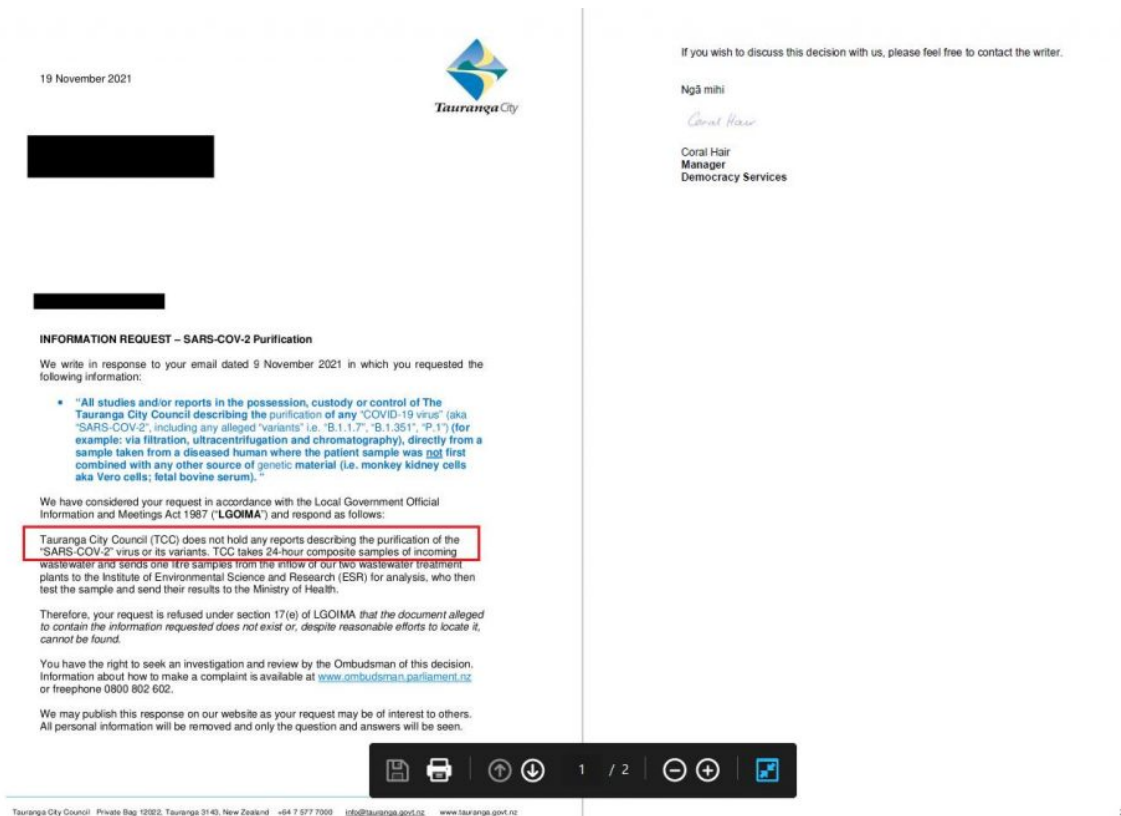 19 November 2021
Tauranga City
INFORMATION REQUEST – SARS-COV-2 Purification
We write in response to your email dated 9 November 2021 in which you requested the
following information:
• "All studies and/or reports in the possession, custody or control of The
Tauranga City Council describing the purification of any "COVID-19 virus" (aka
"SARS-COV-2", including any alleged "variants" i.e. "B.1.1.7", "B.1.351", "P.1") (for
example: via filtration, ultracentrifugation and chromatography), directly from a
sample taken from a diseased human where the patient sample was not first
combined with any other source of genetic material (i.e. monkey kidney cells
aka Vero cells; fetal bovine serum). "
We have considered your request in accordance with the Local Government Official
Information and Meetings Act 1987 ("LGOIMA") and respond as follows:
Tauranga City Council (TCC) does not hold any reports describing the purification of the
"SARS-COV-2" virus or its variants. TCC takes 24-hour composite samples of incoming
wastewater and sends one litre samples from the inflow of our two wastewater treatment
plants to the Institute of Environmental Science and Research (ESR) for analysis, who then
test the sample and send their results to the Ministry of Health.
Therefore, your request is refused under section 17(e) of LGOIMA that the document alleged
to contain the information requested does not exist or, despite reasonable efforts to locate it,
cannot be found.
You have the right to seek an investigation and review by the Ombudsman of this decision.
Information about how to make a complaint is available at www.ombudsman.parliament.nz
or freephone 0800 802 602.
We may publish this response on our website as your request may be of interest to others.
All personal information will be removed and only the question and answers will be seen.
Tauranga City Council Private Bag 12022, Tauranga 3143, New Zealand +64 7 577 7000 info@tauranga.govt.nz www.tauranga.govt.nz
If you wish to discuss this decision with us, please feel free to contact the writer.
Ngā mihi
Coral Hair
Coral Hair
Manager
Democracy Services
1 / 2